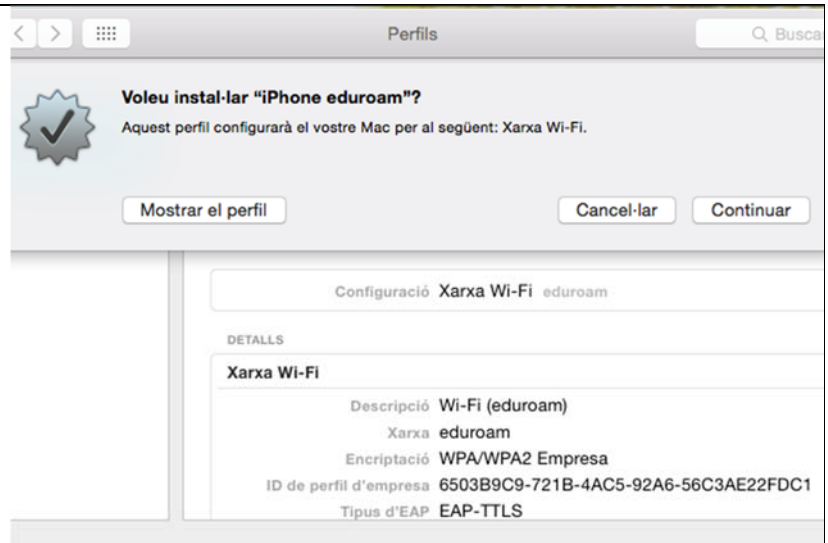 Perfils
Busca
Voleu instal·lar “iPhone eduroam”?
Aquest perfil configurarà el vostre Mac per al següent: Xarxa Wi-Fi.
Mostrar el perfil
Cancel·lar
Continuar
Configuració Xarxa Wi-Fi eduroam
DETALLS
Xarxa Wi-Fi
Descripció Wi-Fi (eduroam)
Xarxa eduroam
Encriptació WPA/WPA2 Empresa
ID de perfil d'empresa 6503B9C9-721B-4AC5-92A6-56C3AE22FDC1
Tipus d'EAP EAP-TTLS